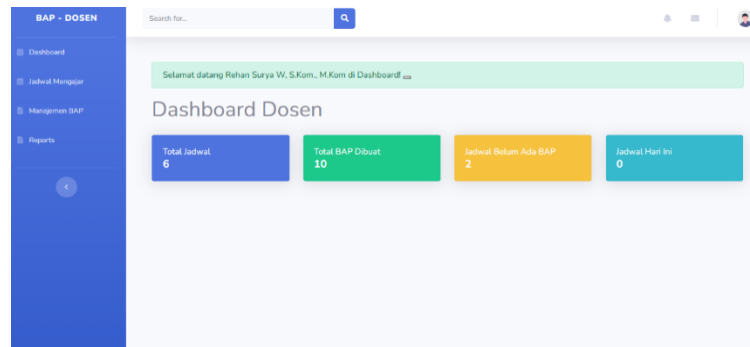 BAP - DOSEN
Search for...
Dashboard
Jadwal Mengajar
Manajemen BAP
Reports
Selamat datang Rehan Surya W, S.Kom., M.Kom di Dashboard!
Dashboard Dosen
Total Jadwal
6
Total BAP Dibuat
10
Jadwal Belum Ada BAP
2
Jadwal Hari Ini
0